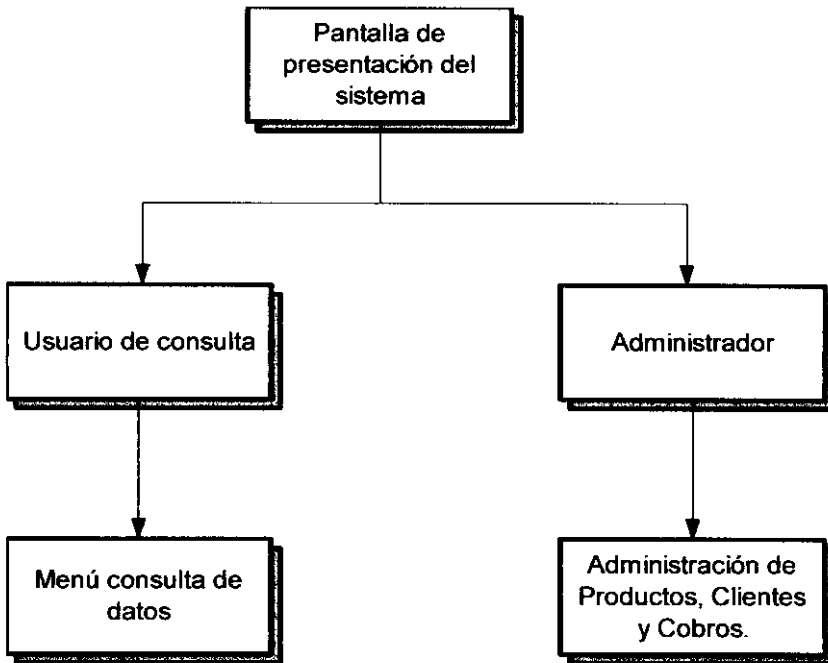 Pantalla de
presentación del
sistema
Usuario de consulta
Administrador
Menú consulta de
datos
Administración de
Productos, Clientes
y Cobros.